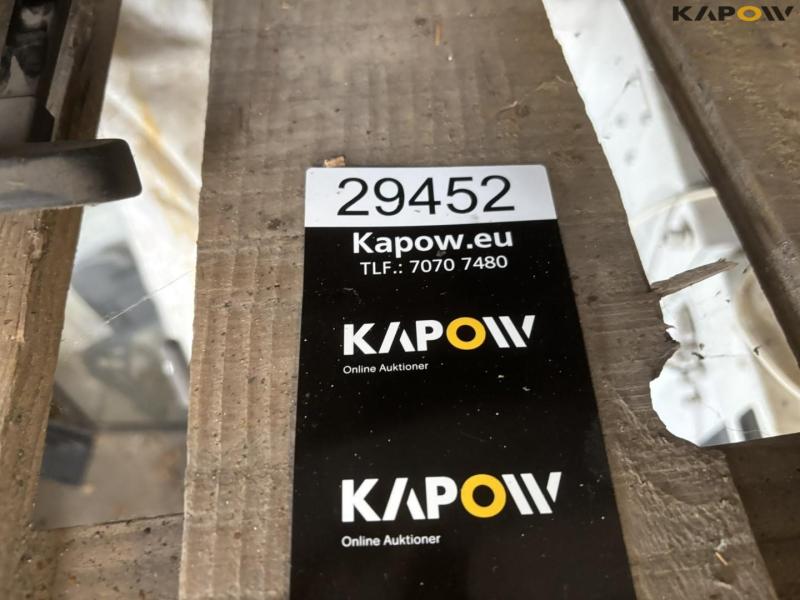 KAPOW
29452
Kapow.eu
TLF.: 7070 7480
KAPOW
Online Auktioner
KAPOW
Online Auktioner